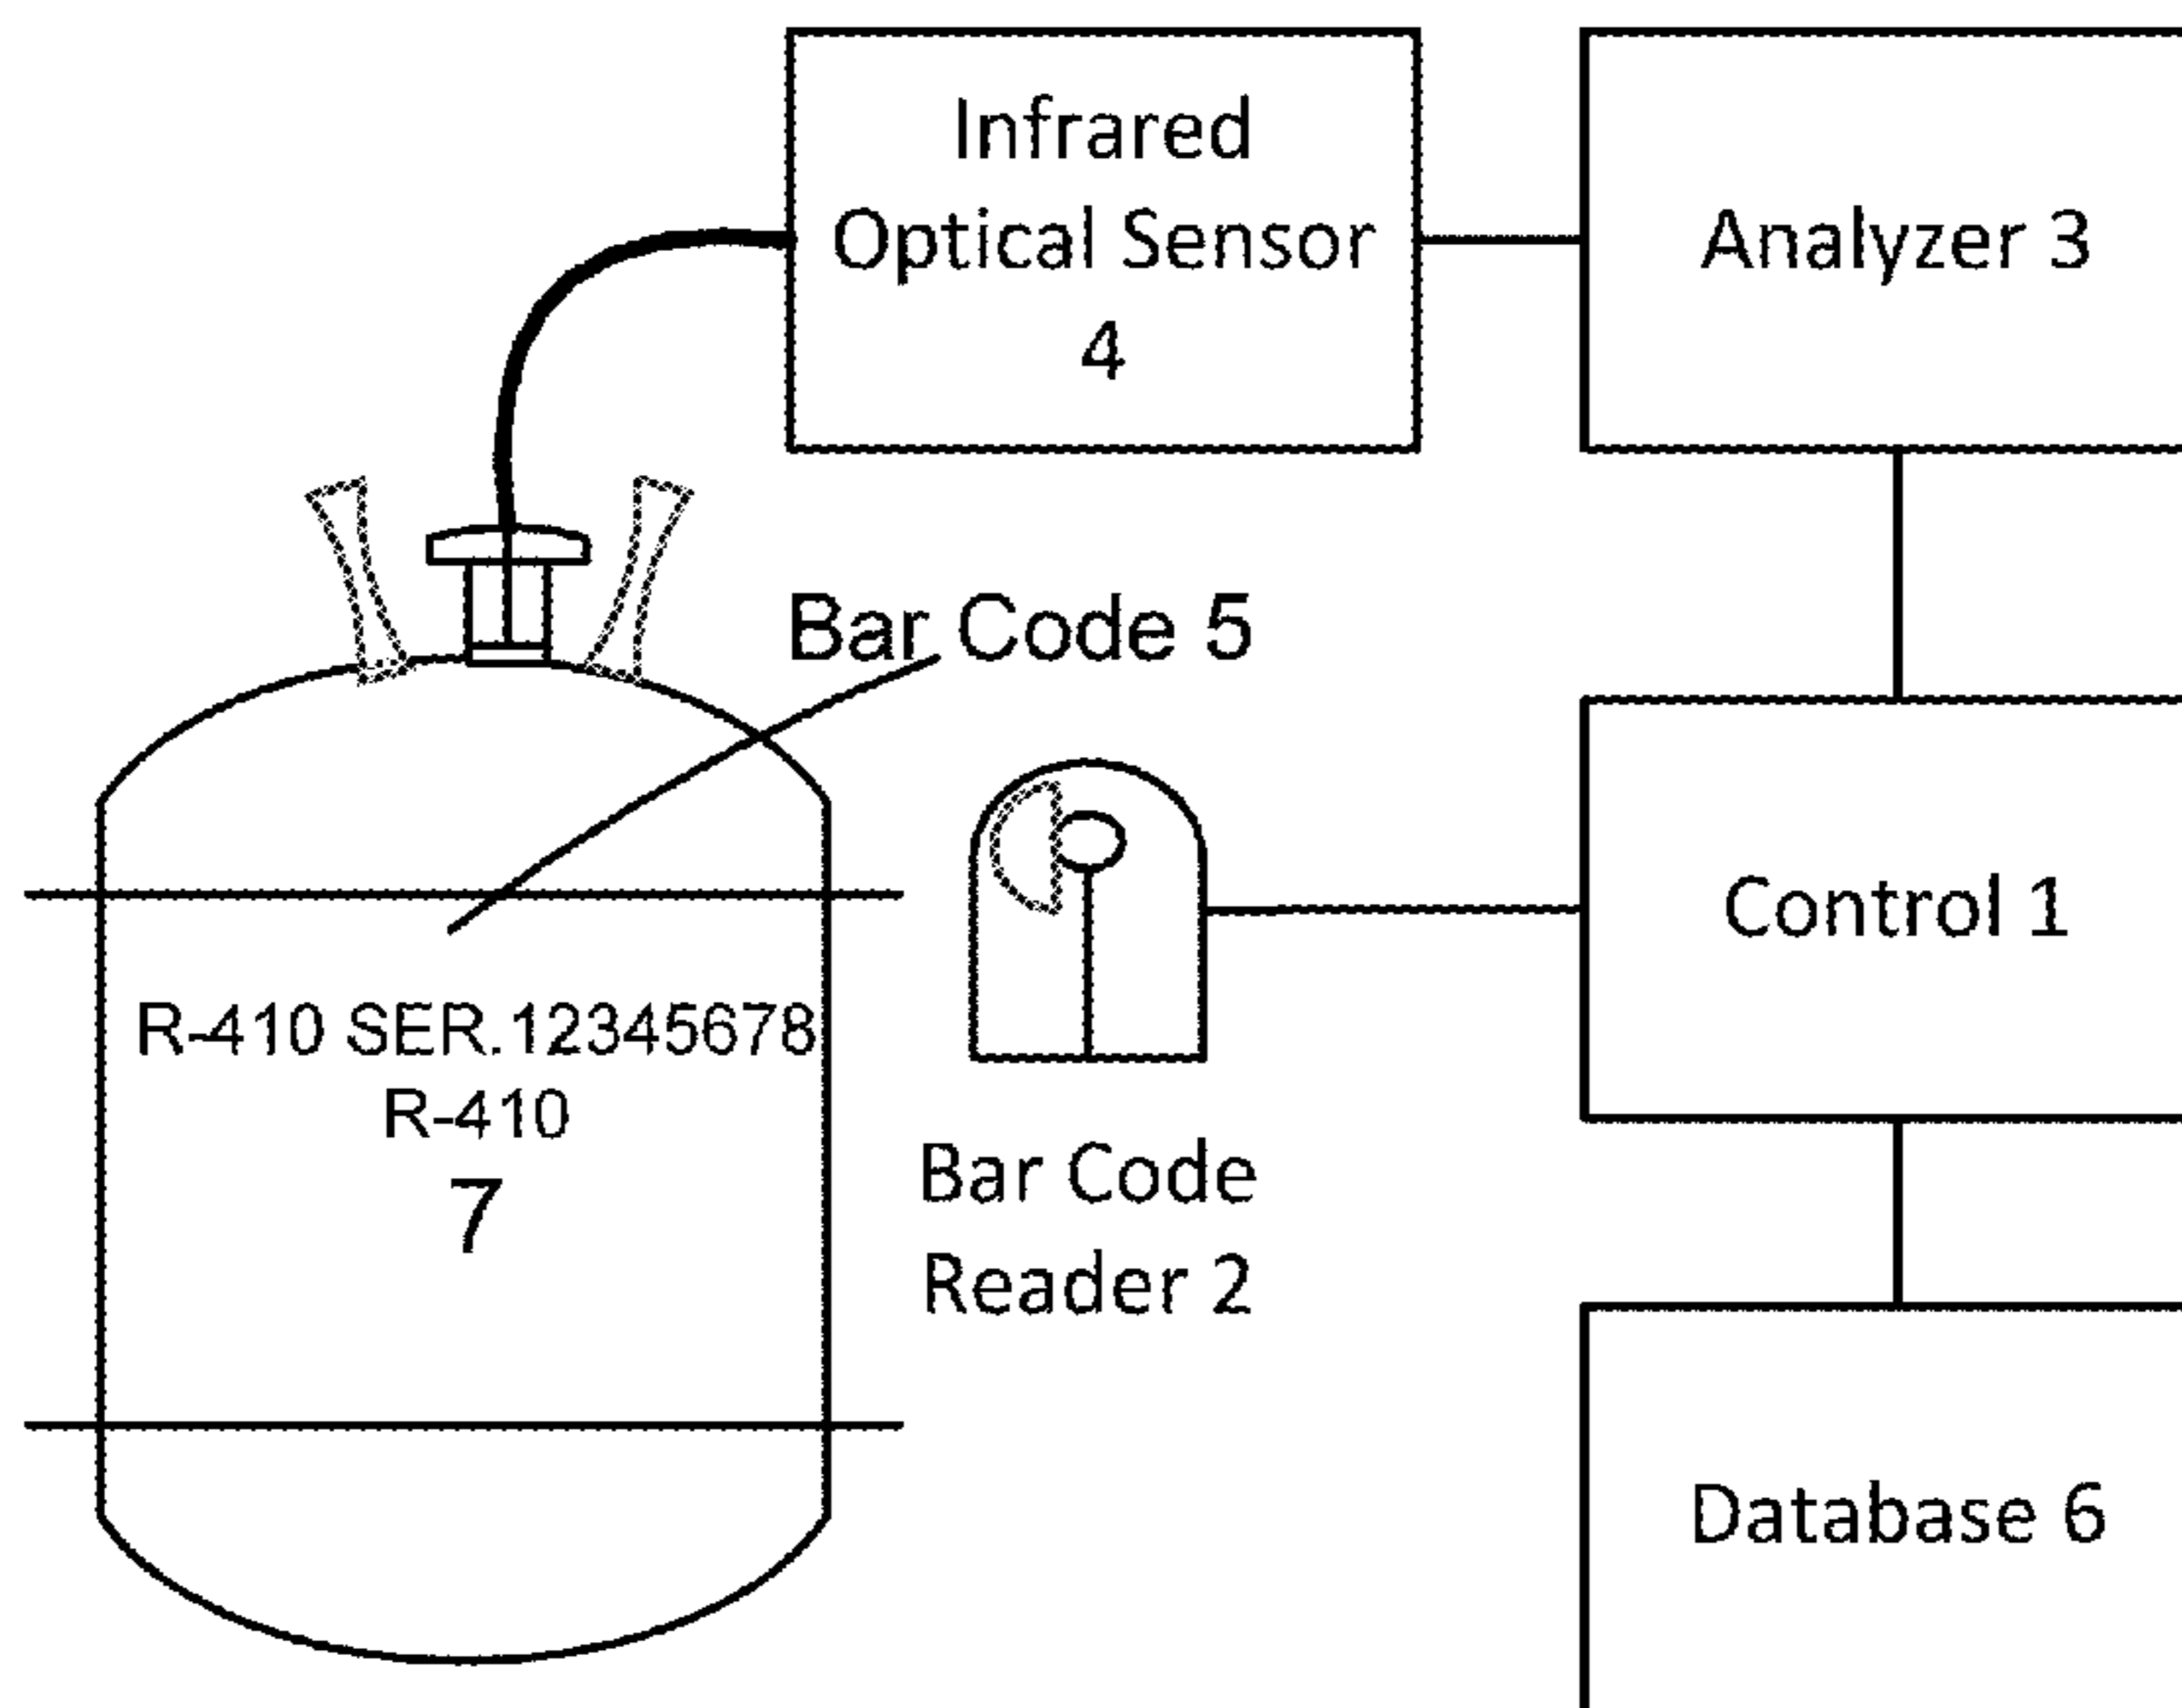 Infrared
Optical Sensor
4
Analyzer 3
Bar Code 5
Control 1
R-410 SER.12345678
R-410
7
Bar Code
Reader 2
Database 6